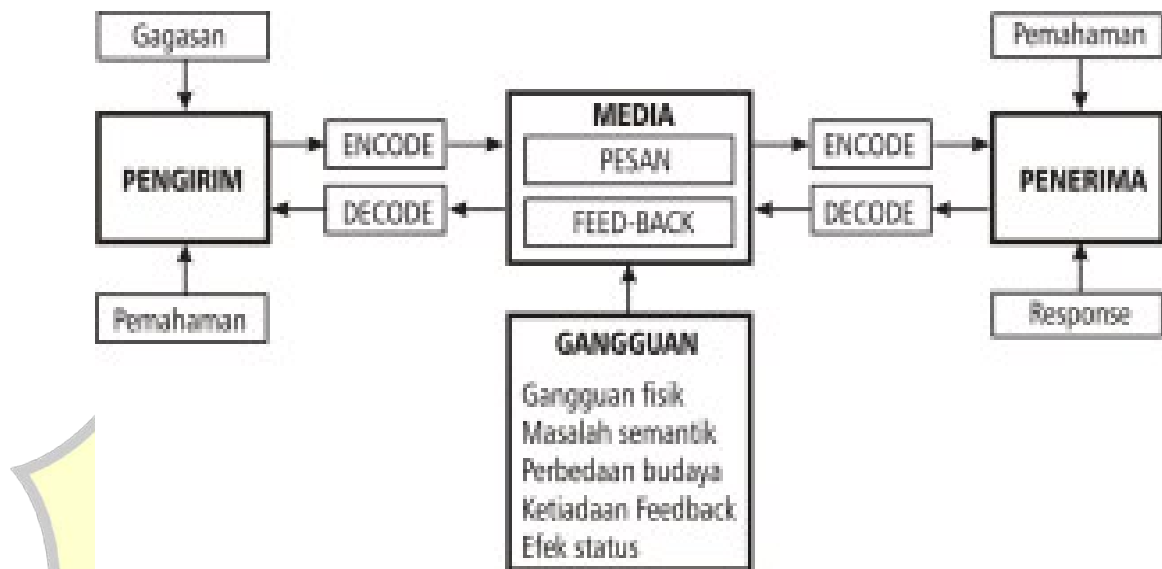 Gagasan
Pemahaman
PENGIRIM
ENCODE
DECODE
MEDIA
PESAN
FEED-BACK
ENCODE
DECODE
PENERIMA
Pemahaman
Response
GANGGUAN
Gangguan fisik
Masalah semantik
Perbedaan budaya
Ketiadaan Feedback
Efek status